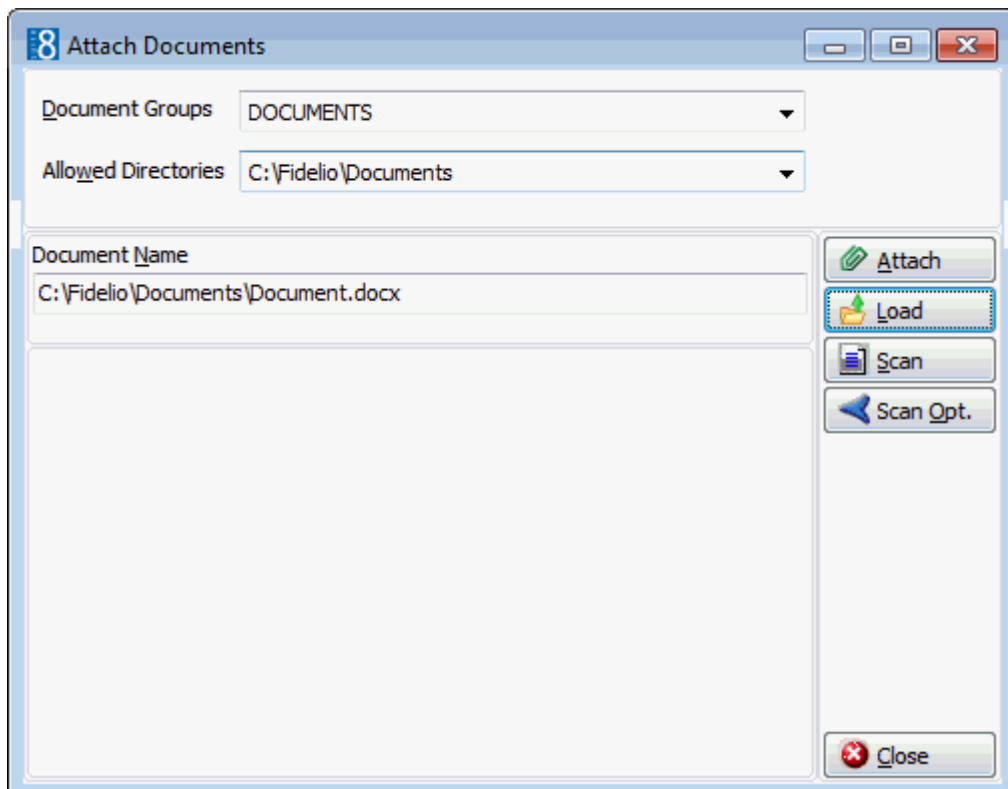 8 Attach Documents
Document Groups DOCUMENTS
Allowed Directories C:\Fidelio\Documents
Document Name
C:\Fidelio\Documents\Document.docx
Attach
Load
Scan
Scan Opt.
Close